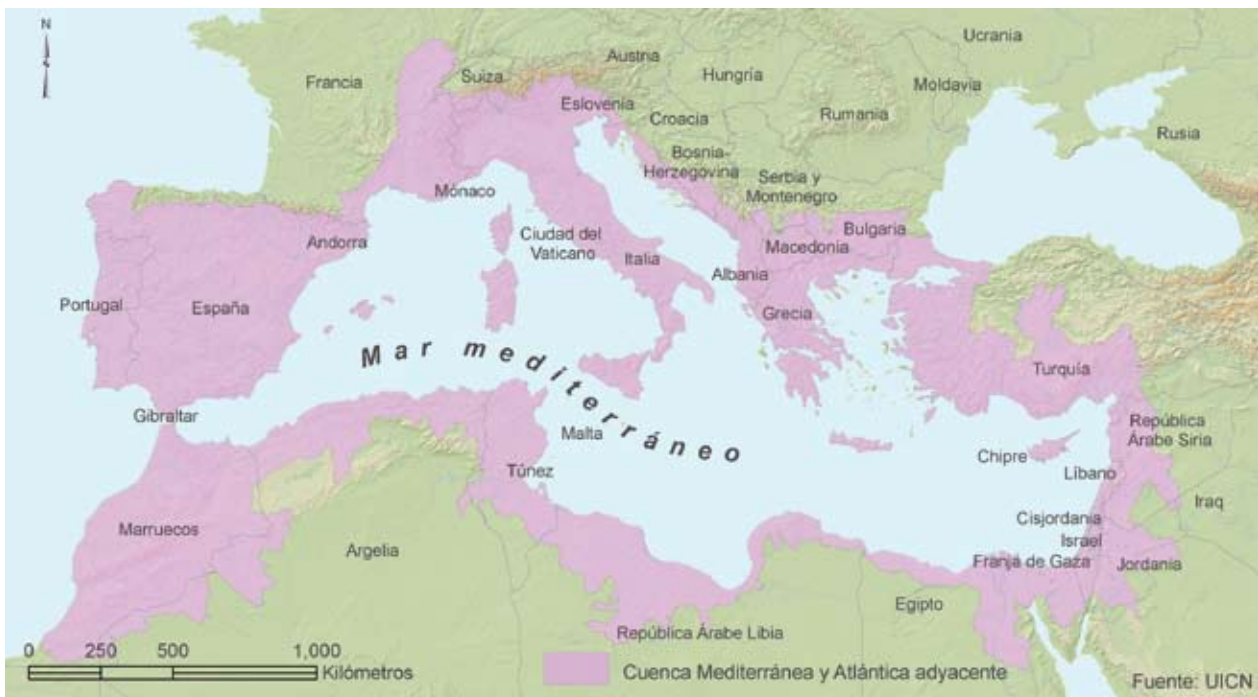 N
Ucrania
Austria
Suiza
Hungría
Moldavia
Francia
Eslovenia
Rumania
Croacia
Rusia
Bosnia-
Herzegovina
Serbia y
Montenegro
Mónaco
Bulgaria
Andorra
Ciudad del
Vaticano
Macedonia
Italia
Albania
Portugal
España
Grecia
Mar mediterráneo
Turquía
Gibraltar
República
Árabe Siria
Malta
Chipre
Túnez
Líbano
Iraq
Marruecos
Cisjordania
Israel
Argelia
Franja de Gaza
Jordania
Egipto
República Árabe Libia
0 250 500 1,000
Kilómetros
Cuenca Mediterránea y Atlántica adyacente
Fuente: UICN